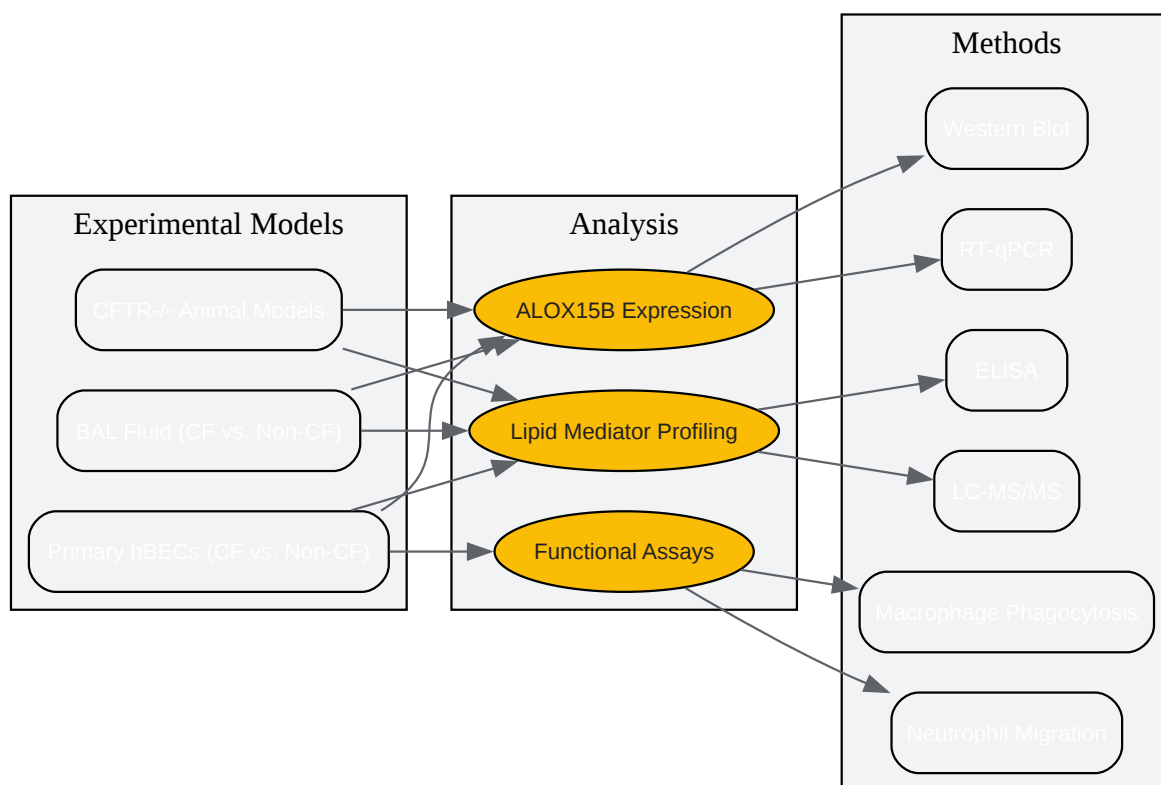 Experimental Models
CFTR-/- Animal Models
BAL Fluid (CF vs. Non-CF)
Primary hBECs (CF vs. Non-CF)
Analysis
ALOX15B Expression
Lipid Mediator Profiling
Functional Assays
Methods
Western Blot
RT-qPCR
ELISA
LC-MS/MS
Macrophage Phagocytosis
Neutrophil Migration